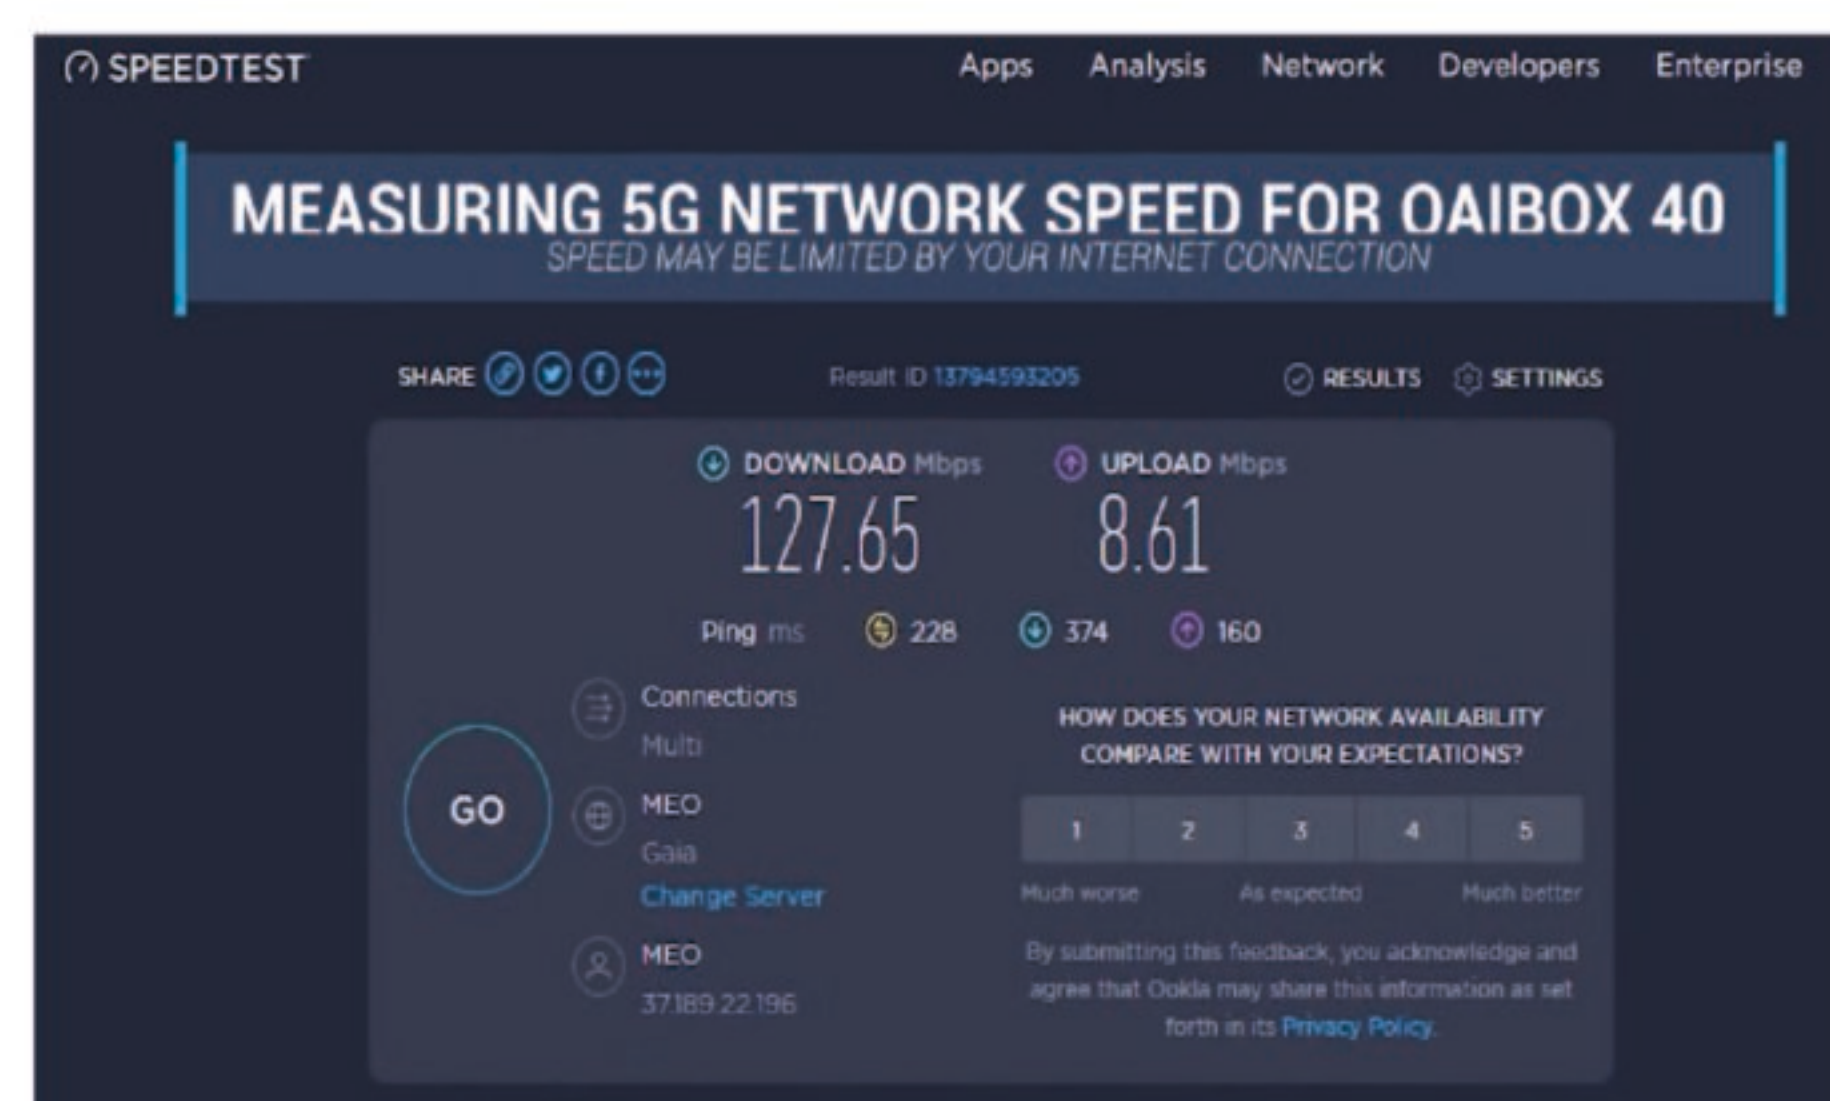 SPEEDTEST
Apps Analysis Network Developers Enterprise
MEASURING 5G NETWORK SPEED FOR OAIBOX 40
SPEED MAY BE LIMITED BY YOUR INTERNET CONNECTION
SHARE Result ID 13794593205 RESULTS SETTINGS
DOWNLOAD Mbps UPLOAD Mbps
127.65 8.61
Ping ms 228 374 160
Connections
Multi
GO
MEO
Gaia
Change Server
MEO
37.189.22.196
HOW DOES YOUR NETWORK AVAILABILITY
COMPARE WITH YOUR EXPECTATIONS?
1 2 3 4 5
Much worse As expected Much better
By submitting this feedback, you acknowledge and
agree that Ookla may share this information as set
forth in its Privacy Policy.